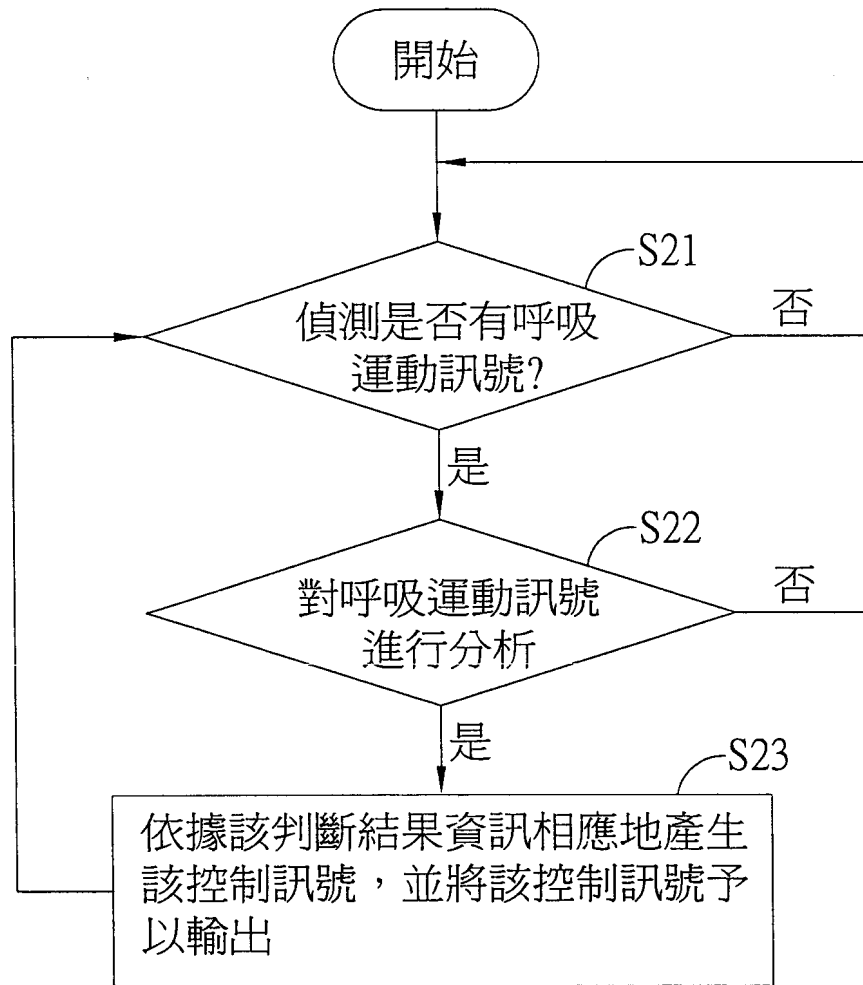 開始
S21
偵測是否有呼吸
運動訊號?
否
是
S22
對呼吸運動訊號
進行分析
否
是
S23
依據該判斷結果資訊相應地產生
該控制訊號，並將該控制訊號予
以輸出